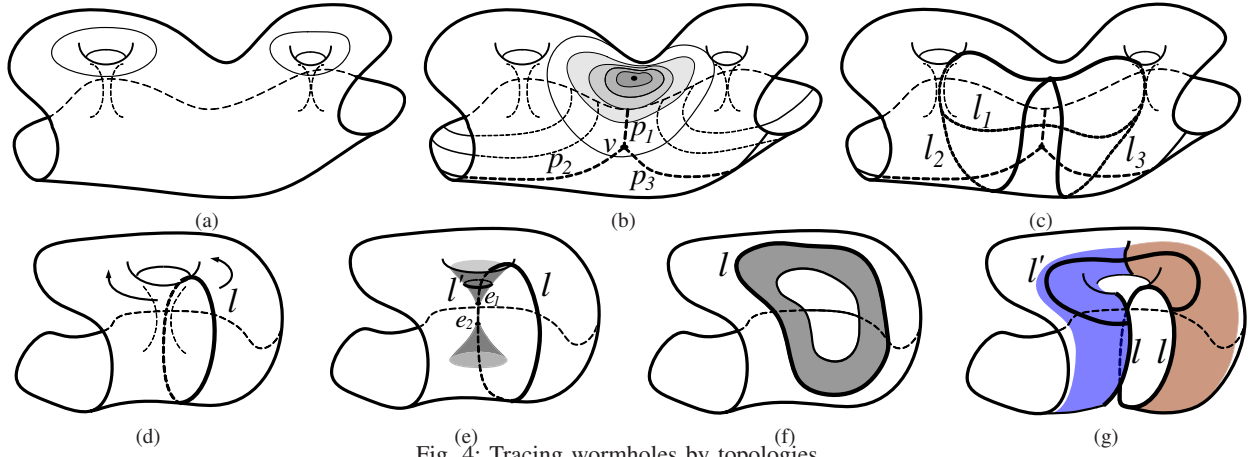 (a)
p1
v
p2
p3
(b)
l1
l2
l3
(c)
l
(d)
l'
e1
l
e2
(e)
l
(f)
l'
l l
(g)
Fig. 4: Tracing wormholes by topologies